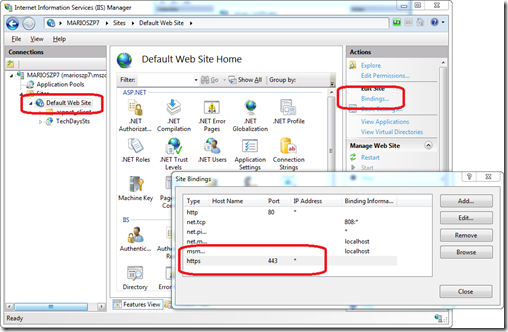 Internet Information Services (IIS) Manager
MARIOSZP7 ▸ Sites ▸ Default Web Site ▸
File View Help
Connections
MARIOSZP7
Application Pools
Sites
Default Web Site
TechDaysSts
Default Web Site Home
Filter: Go Show All Group by:
ASP.NET
.NET Authorizat...
.NET Compilation
.NET Error Pages
.NET Globalization
.NET Profile
.NET Roles
.NET Trust Levels
.NET Users
Application Settings
Connection Strings
IIS
Authentic...
Directory
Features View
Actions
Explore
Edit Permissions...
Edit Site
Bindings...
View Applications
View Virtual Directories
Manage Web Site
Restart
Start
Site Bindings
Type Host Name Port IP Address Binding Informa...
http 80 *
net.tcp 808:*
net.pi... *
net.m... localhost
msm... localhost
https 443 *
Add...
Edit...
Remove
Browse
Close
Ready